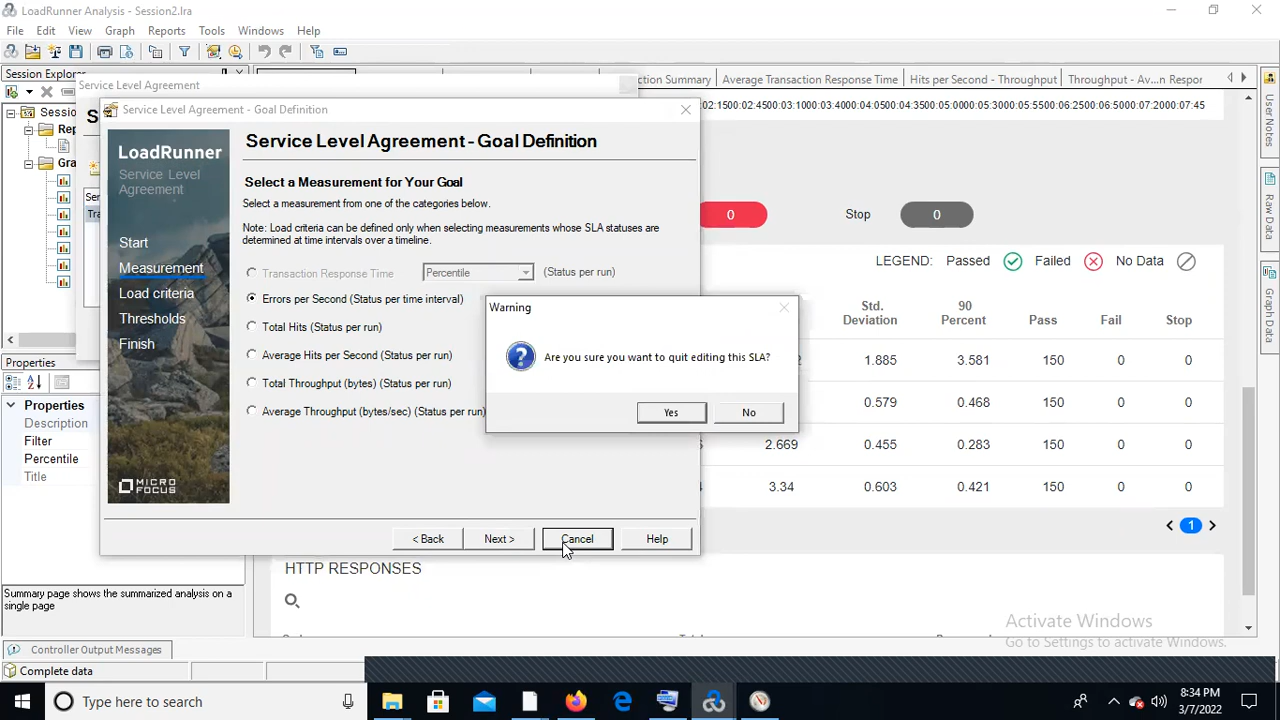 LoadRunner Analysis - Session2.lra
File Edit View Graph Reports Tools Windows Help
Session Explorer
Service Level Agreement
Average Transaction Response Time
Hits per Second - Throughput
ction Summary
Throughput - Av...n Respor
Service Level Agreement - Goal Definition
LoadRunner
Service Level
Agreement
Start
Measurement
Load criteria
Thresholds
Finish
MICRO
FOCUS
Service Level Agreement - Goal Definition
Select a Measurement for Your Goal
Select a measurement from one of the categories below.
Note: Load criteria can be defined only when selecting measurements whose SLA statuses are
determined at time intervals over a timeline.
Transaction Response Time Percentile (Status per run)
Errors per Second (Status per time interval)
Total Hits (Status per run)
Average Hits per Second (Status per run)
Total Throughput (bytes) (Status per run)
Average Throughput (bytes/sec) (Status per run)
< Back Next > Cancel Help
Warning
Are you sure you want to quit editing this SLA?
Yes No
Sessio
Rep
Gra
S
Ser
Tra
:02:1500:02:4500:03:1
0 Stop 0
LEGEND: Passed Failed No Data
Std.
Deviation
90
Percent
Pass Fail Stop
1.885 3.581 150 0 0
0.579 0.468 150 0 0
2.669 0.455 0.283 150 0 0
3.34 0.603 0.421 150 0 0
1
HTTP RESPONSES
Properties
Properties
Description
Filter
Percentile
Title
Summary page shows the summarized analysis on a
single page
Controller Output Messages
Complete data
User Notes
Raw Data
Graph Data
Activate Windows
Go to Settings to activate Windows.
Type here to search
8:34 PM
3/7/2022